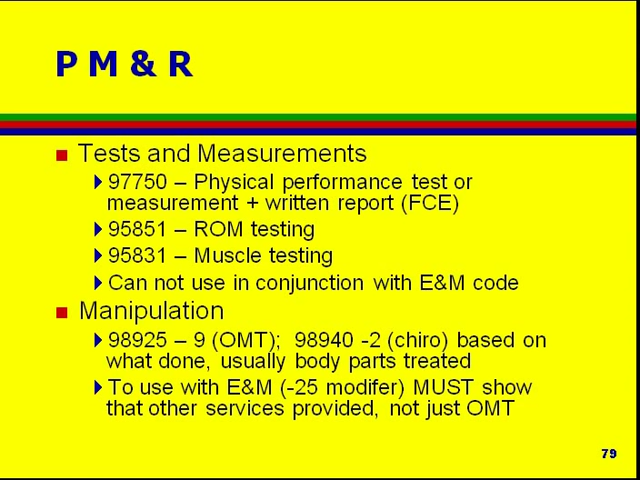 P M & R
Tests and Measurements
97750 – Physical performance test or
measurement + written report (FCE)
95851 – ROM testing
95831 – Muscle testing
Can not use in conjunction with E&M code
Manipulation
98925 – 9 (OMT);  98940 -2 (chiro) based on
what done, usually body parts treated
To use with E&M (-25 modifer) MUST show
that other services provided, not just OMT
79